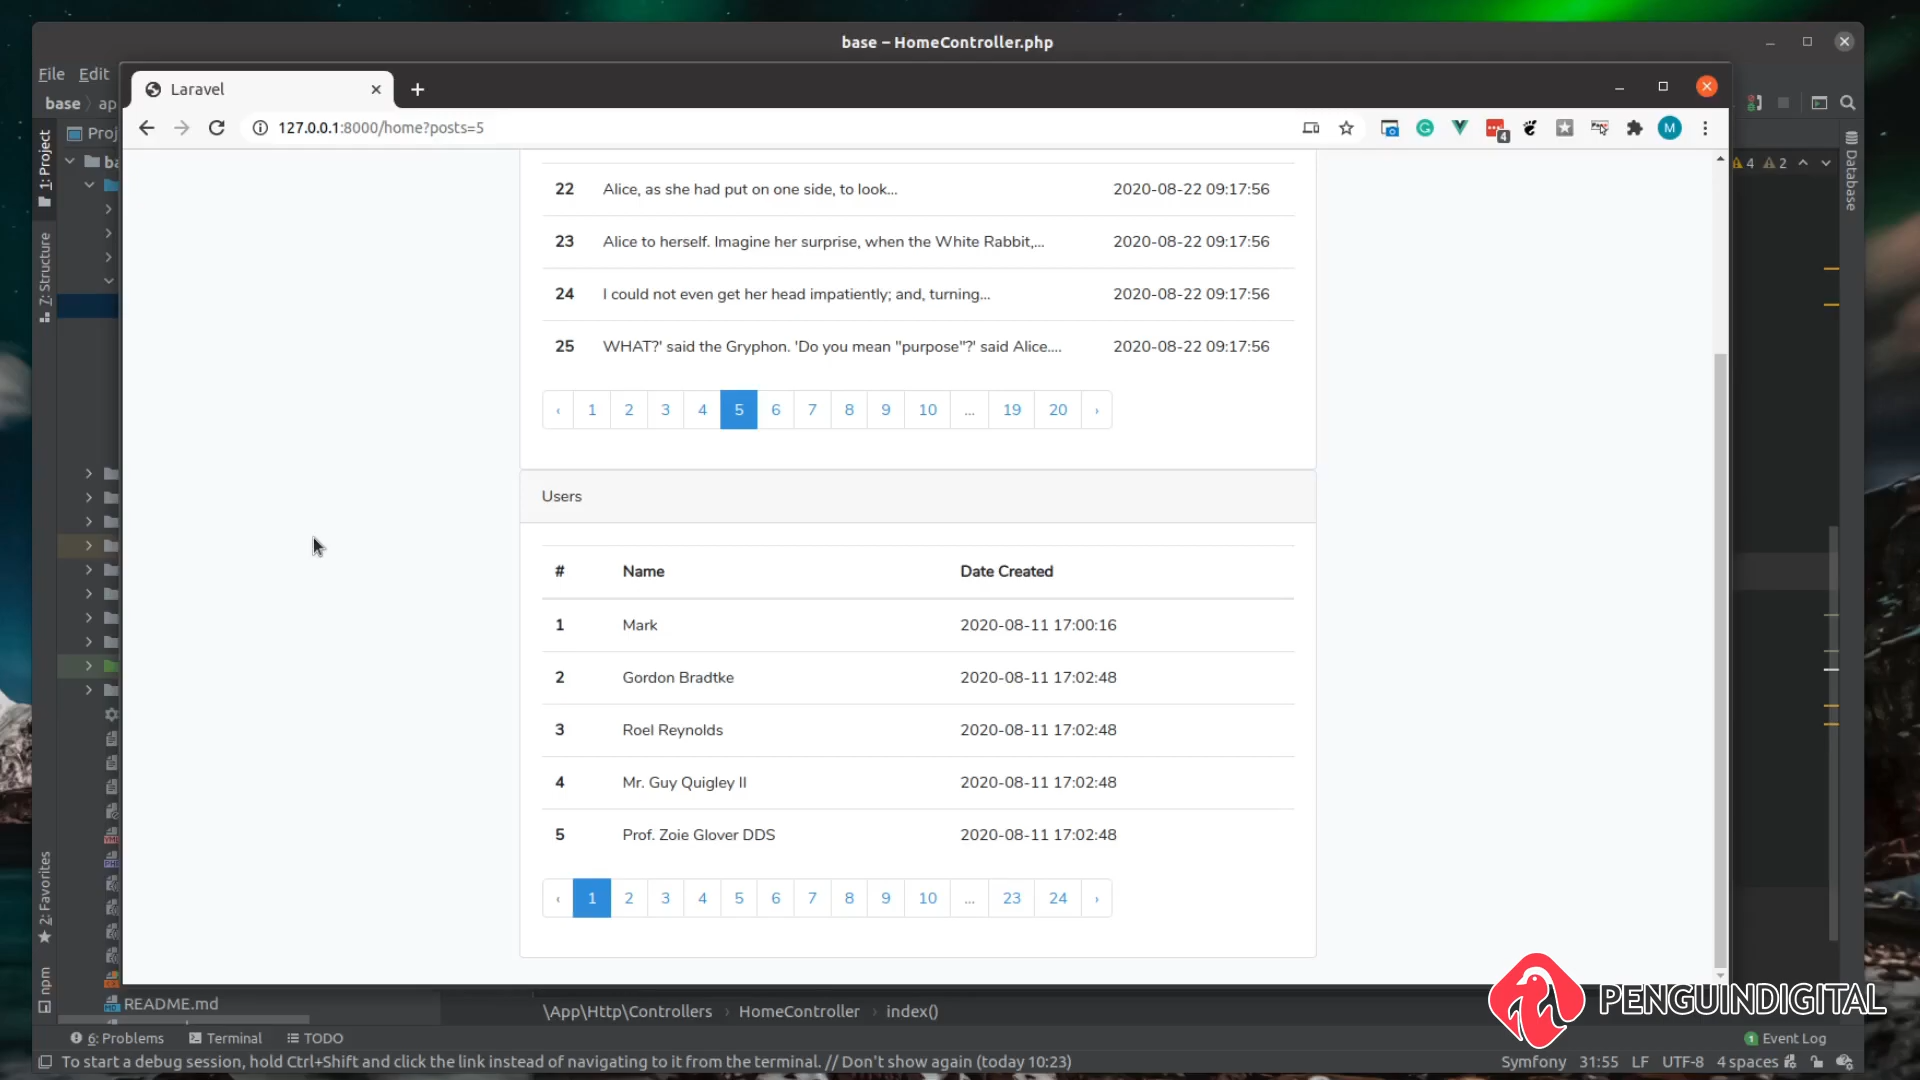 base – HomeController.php
File Edit
Laravel
base ap
127.0.0.1:8000/home?posts=5
4
M
1: Project
Proj
4 2
Database
ba
22 Alice, as she had put on one side, to look... 2020-08-22 09:17:56
23 Alice to herself. Imagine her surprise, when the White Rabbit,... 2020-08-22 09:17:56
7: Structure
24 I could not even get her head impatiently; and, turning... 2020-08-22 09:17:56
25 WHAT?' said the Gryphon. 'Do you mean "purpose"?' said Alice.... 2020-08-22 09:17:56
‹ 1 2 3 4 5 6 7 8 9 10 ... 19 20 ›
Users
# Name Date Created
1 Mark 2020-08-11 17:00:16
2 Gordon Bradtke 2020-08-11 17:02:48
3 Roel Reynolds 2020-08-11 17:02:48
4 Mr. Guy Quigley II 2020-08-11 17:02:48
5 Prof. Zoie Glover DDS 2020-08-11 17:02:48
‹ 1 2 3 4 5 6 7 8 9 10 ... 23 24 ›
2: Favorites
npm
README.md
\App\Http\Controllers › HomeController › index()
PENGUINDIGITAL
6: Problems Terminal TODO
1 Event Log
To start a debug session, hold Ctrl+Shift and click the link instead of navigating to it from the terminal. // Don't show again (today 10:23)
Symfony 31:55 LF UTF-8 4 spaces